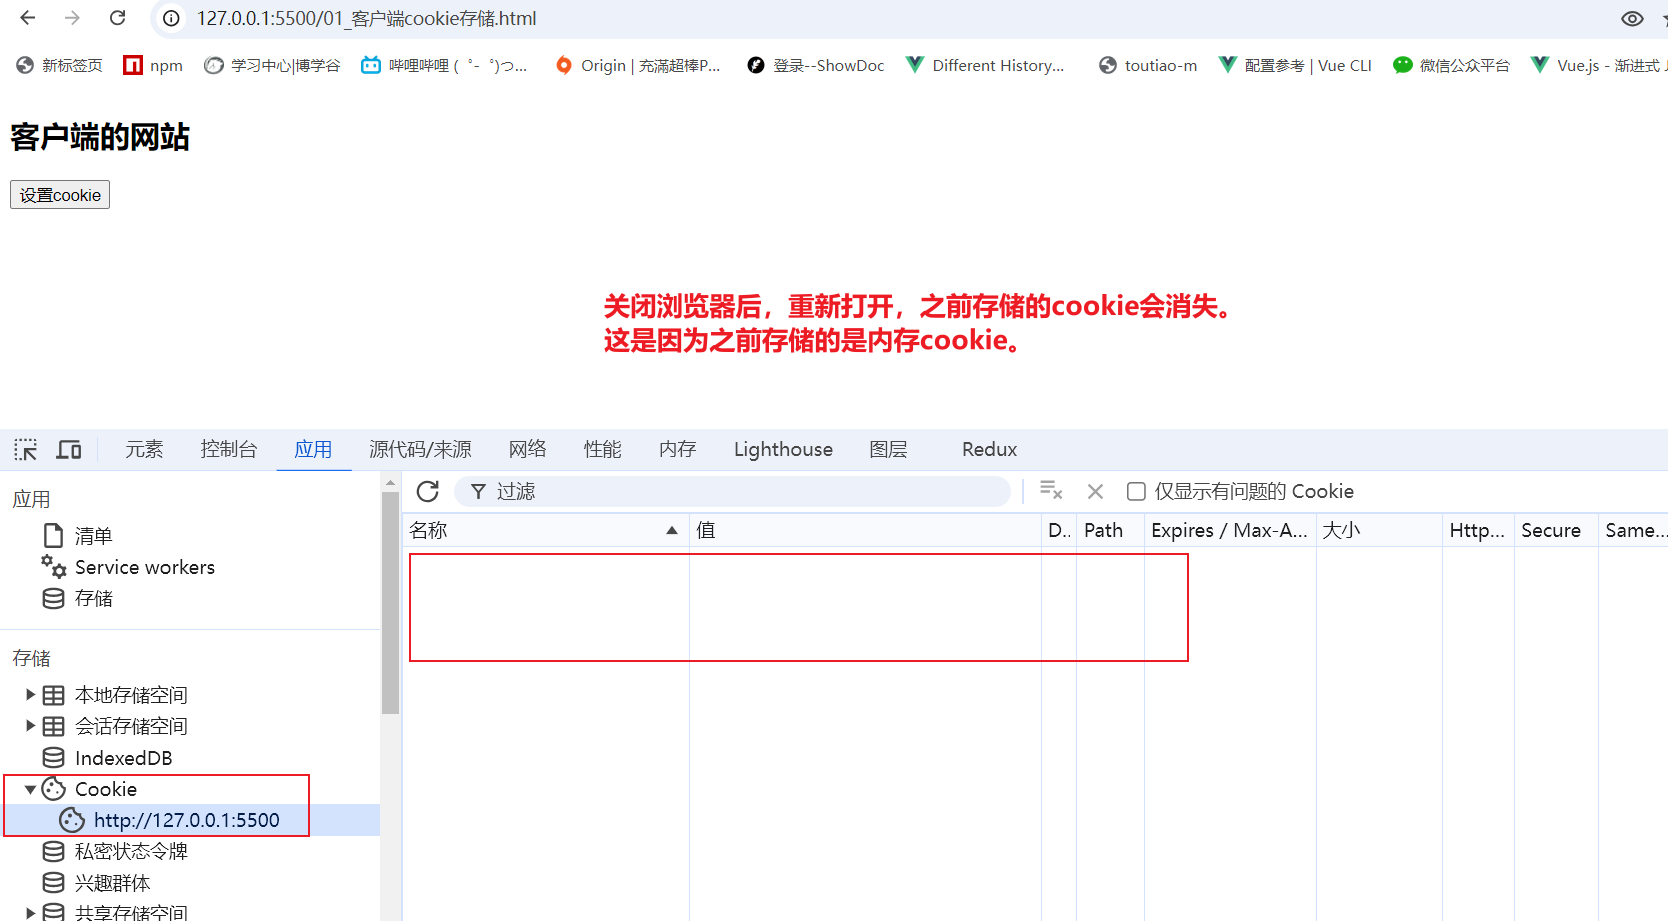 127.0.0.1:5500/01_客户端cookie存储.html
新标签页 npm 学习中心|博学谷 哔哩哔哩 (゜-゜)つ... Origin | 充满超棒P... 登录--ShowDoc Different History... toutiao-m 配置参考 | Vue CLI 微信公众平台 Vue.js - 渐进式 J
客户端的网站
设置cookie
关闭浏览器后，重新打开，之前存储的cookie会消失。
这是因为之前存储的是内存cookie。
元素 控制台 应用 源代码/来源 网络 性能 内存 Lighthouse 图层 Redux
应用
清单
Service workers
存储
存储
本地存储空间
会话存储空间
IndexedDB
Cookie
http://127.0.0.1:5500
私密状态令牌
兴趣群体
共享存储空间
过滤 仅显示有问题的 Cookie
名称 值 D.. Path Expires / Max-A... 大小 Http... Secure Same...